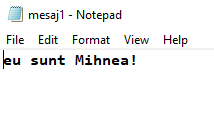 mesaj1 - Notepad
File Edit Format View Help
eu sunt Mihnea!